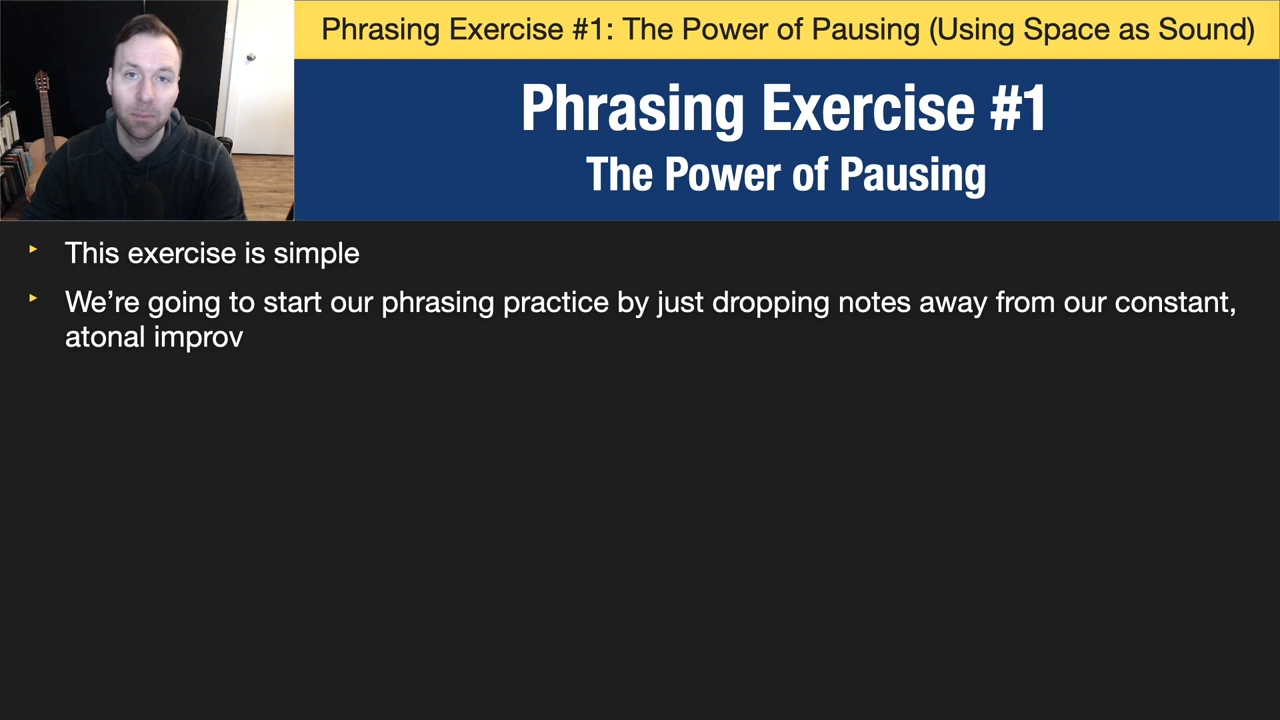 Phrasing Exercise #1: The Power of Pausing (Using Space as Sound)
Phrasing Exercise #1
The Power of Pausing
This exercise is simple
We’re going to start our phrasing practice by just dropping notes away from our constant,
atonal improv